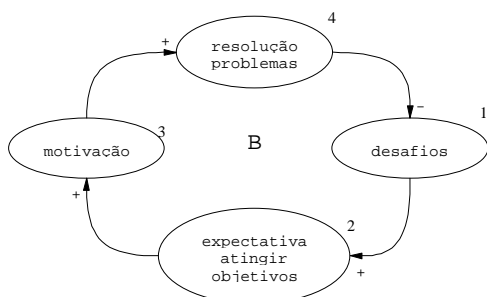 4
+
resolução
problemas
-
1
3
motivação
B
desafios
+
2
expectativa
atingir
objetivos
+